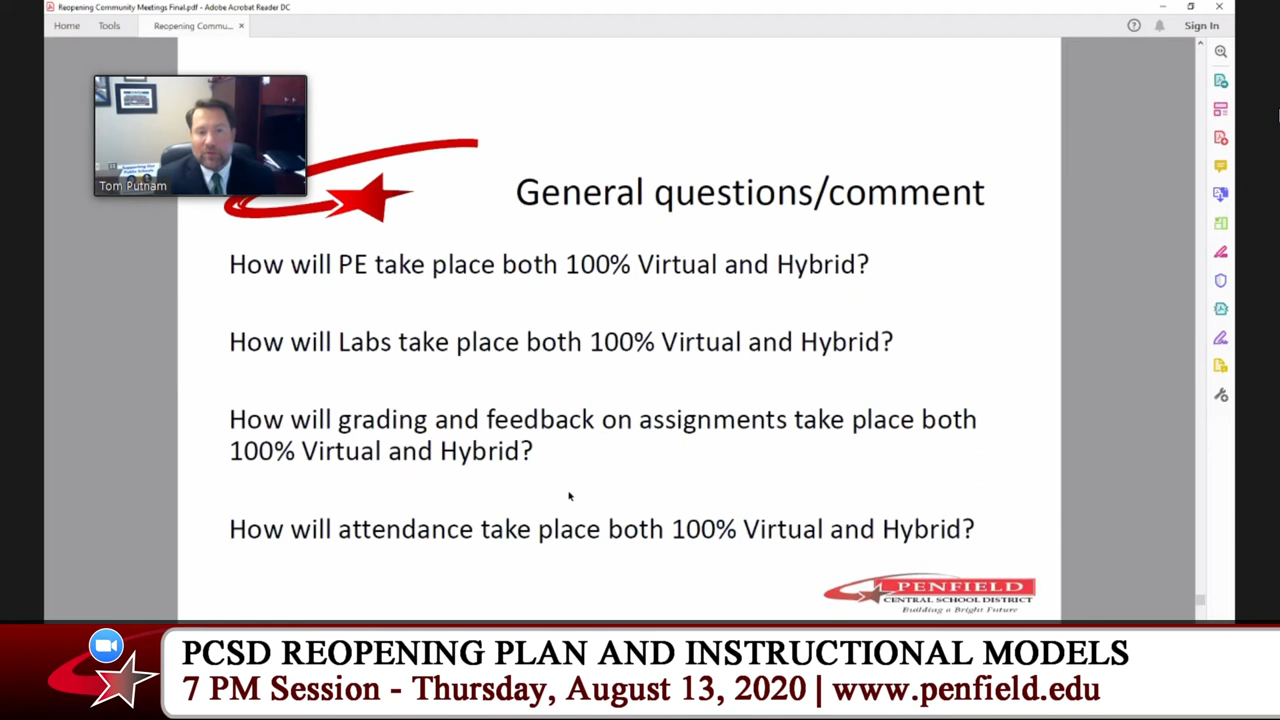 Reopening Community Meetings Final.pdf - Adobe Acrobat Reader DC
Home Tools Reopening Commu... × Sign In
Supporting Our
Public Schools
Tom Putnam
General questions/comment
How will PE take place both 100% Virtual and Hybrid?
How will Labs take place both 100% Virtual and Hybrid?
How will grading and feedback on assignments take place both
100% Virtual and Hybrid?
How will attendance take place both 100% Virtual and Hybrid?
PENFIELD
CENTRAL SCHOOL DISTRICT
Building a Bright Future
PCSD REOPENING PLAN AND INSTRUCTIONAL MODELS
7 PM Session - Thursday, August 13, 2020 | www.penfield.edu